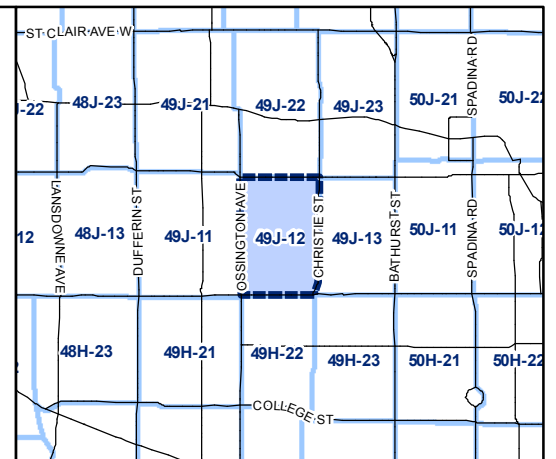 ST CLAIR AVE W
SPADINA RD
J-22
48J-23
49J-21
49J-22
49J-23
50J-21
50J-22
LANSDOWNE AVE
DUFFERIN ST
OSSINGTON AVE
CHRISTIE ST
BATHURST ST
SPADINA RD
12
48J-13
49J-11
49J-12
49J-13
50J-11
50J-1
48H-23
49H-21
49H-22
49H-23
50H-21
50H-22
COLLEGE ST